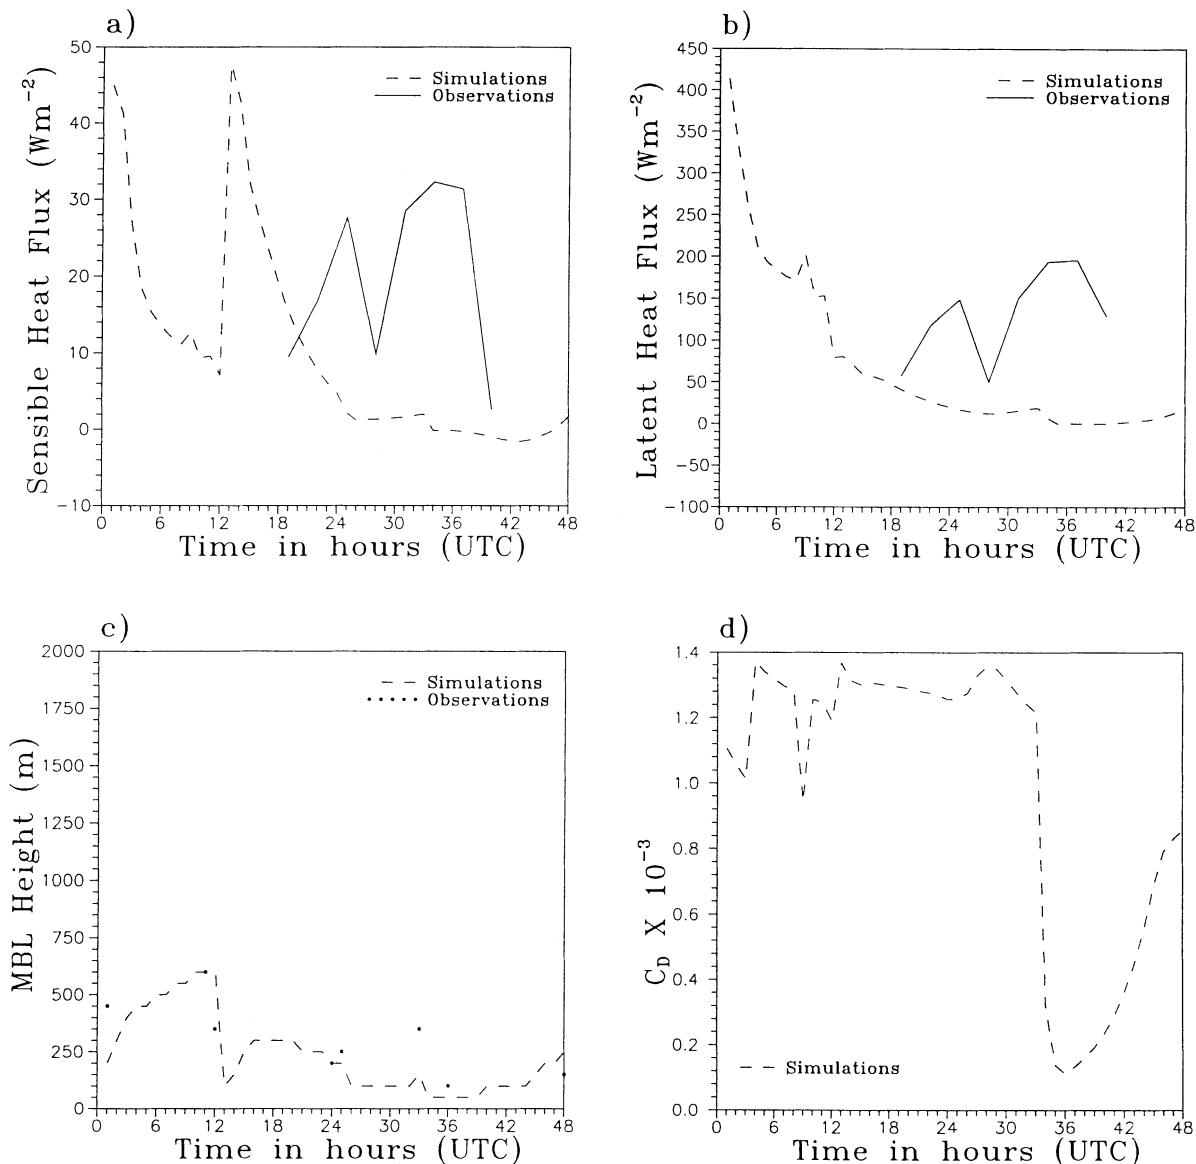 a)
50
40
30
20
10
0
−10
Sensible Heat Flux (Wm−2)
Simulations
Observations
0 6 12 18 24 30 36 42 48
Time in hours (UTC)
b)
450
400
350
300
250
200
150
100
50
0
−50
−100
Latent Heat Flux (Wm−2)
Simulations
Observations
0 6 12 18 24 30 36 42 48
Time in hours (UTC)
c)
2000
1750
1500
1250
1000
750
500
250
0
MBL Height (m)
Simulations
Observations
0 6 12 18 24 30 36 42 48
Time in hours (UTC)
d)
1.4
1.2
1.0
0.8
0.6
0.4
0.2
0.0
CD X 10−3
Simulations
0 6 12 18 24 30 36 42 48
Time in hours (UTC)